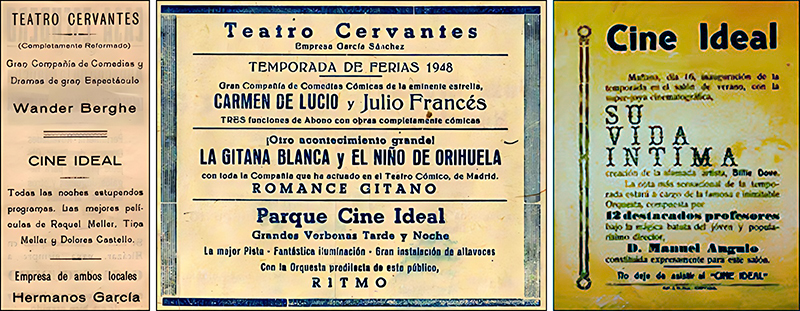 TEATRO CERVANTES
(Completamente Reformado)
Gran Compañía de Comedias y
Dramas de gran Espectáculo
Wander Berghe
CINE IDEAL
Todas las noches estupendos
programas. Las mejores pelí-
culas de Raquel Meller, Tina
Meller y Dolores Castello.
Empresa de ambos locales
Hermanos García
Teatro Cervantes
Empresa García Sánchez
TEMPORADA DE FERIAS 1948
Gran Compañía de Comedias Cómicas de la eminente estrella,
CARMEN DE LUCIO y Julio Francés
TRES funciones de Abono con obras completamente cómicas
¡Otro acontecimiento grande!
LA GITANA BLANCA y EL NIÑO DE ORIHUELA
con toda la Compañía que ha actuado en el Teatro Cómico, de Madrid.
ROMANCE GITANO
Parque Cine Ideal
Grandes Verbenas Tarde y Noche
La mejor Pista - Fantástica iluminación - Gran instalación de altavoces
Con la Orquesta predilecta de este público,
RITMO
Cine Ideal
Mañana, día 16, inauguración de la
temporada en el salón de verano, con la
super-joya cinematográfica,
SU
VIDA
INTIMA
creación de la afamada artista, Billie Dove.
La nota más sensacional de la tempo-
rada estará a cargo de la famosa e inimitable
Orquesta, compuesta por
12 destacados profesores
bajo la mágica batuta del joven y popula-
rísimo director,
D. Manuel Angulo
constituida expresamente para este salón.
No deje de asistir al "CINE IDEAL"